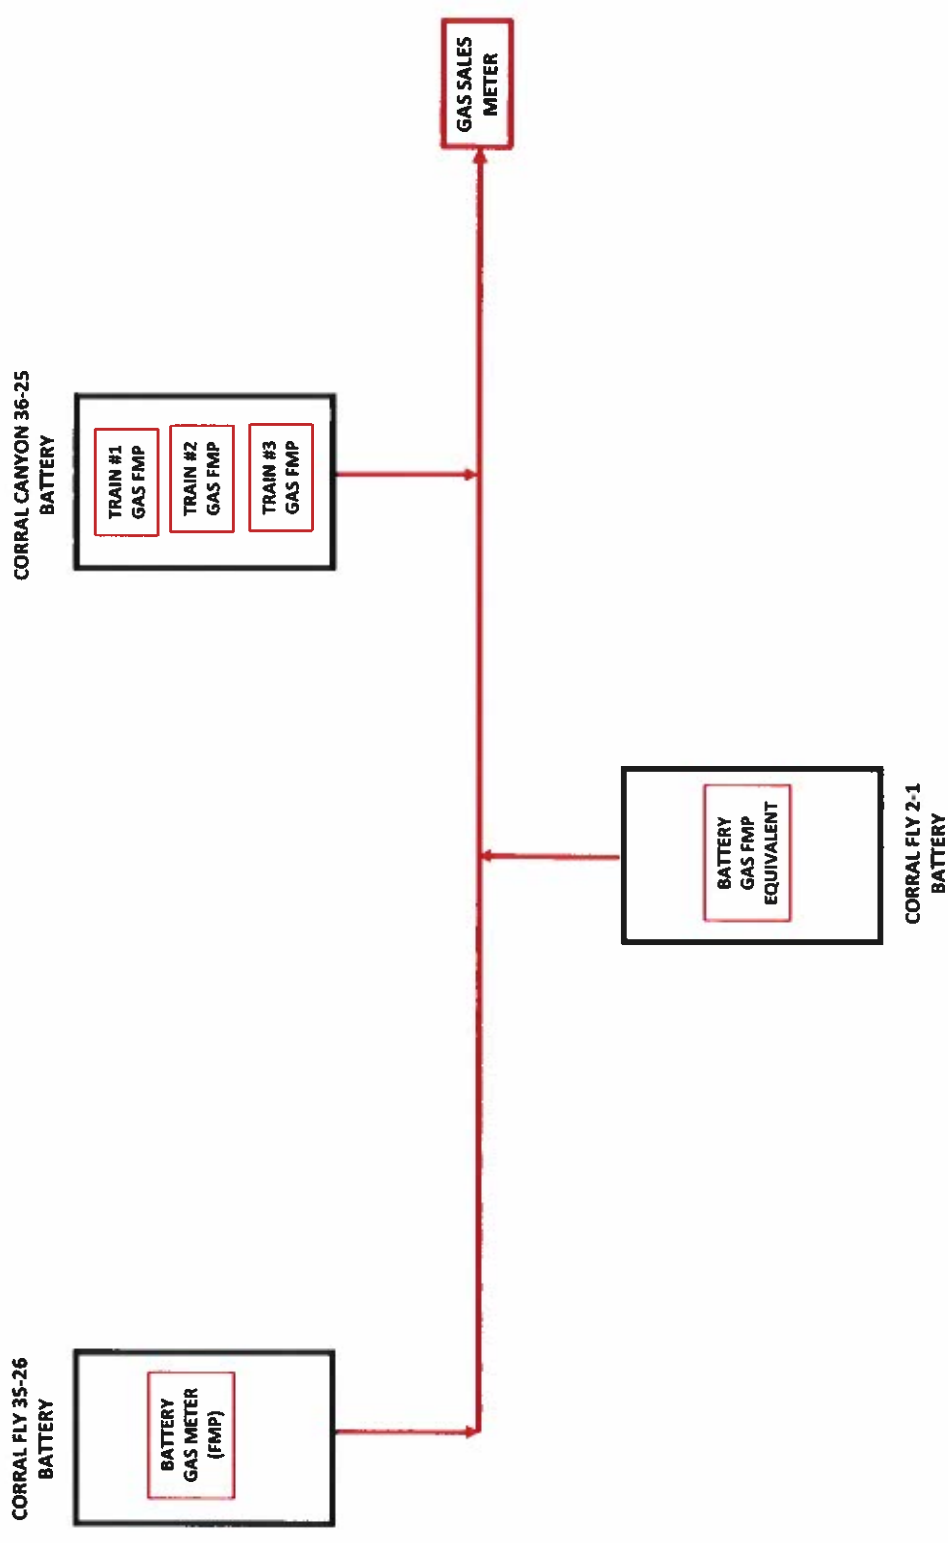 CORRAL FLY 35-26
BATTERY
BATTERY
GAS METER
(FMP)
CORRAL CANYON 36-25
BATTERY
TRAIN #1
GAS FMP
TRAIN #2
GAS FMP
TRAIN #3
GAS FMP
GAS SALES
METER
BATTERY
GAS FMP
EQUIVALENT
CORRAL FLY 2-1
BATTERY